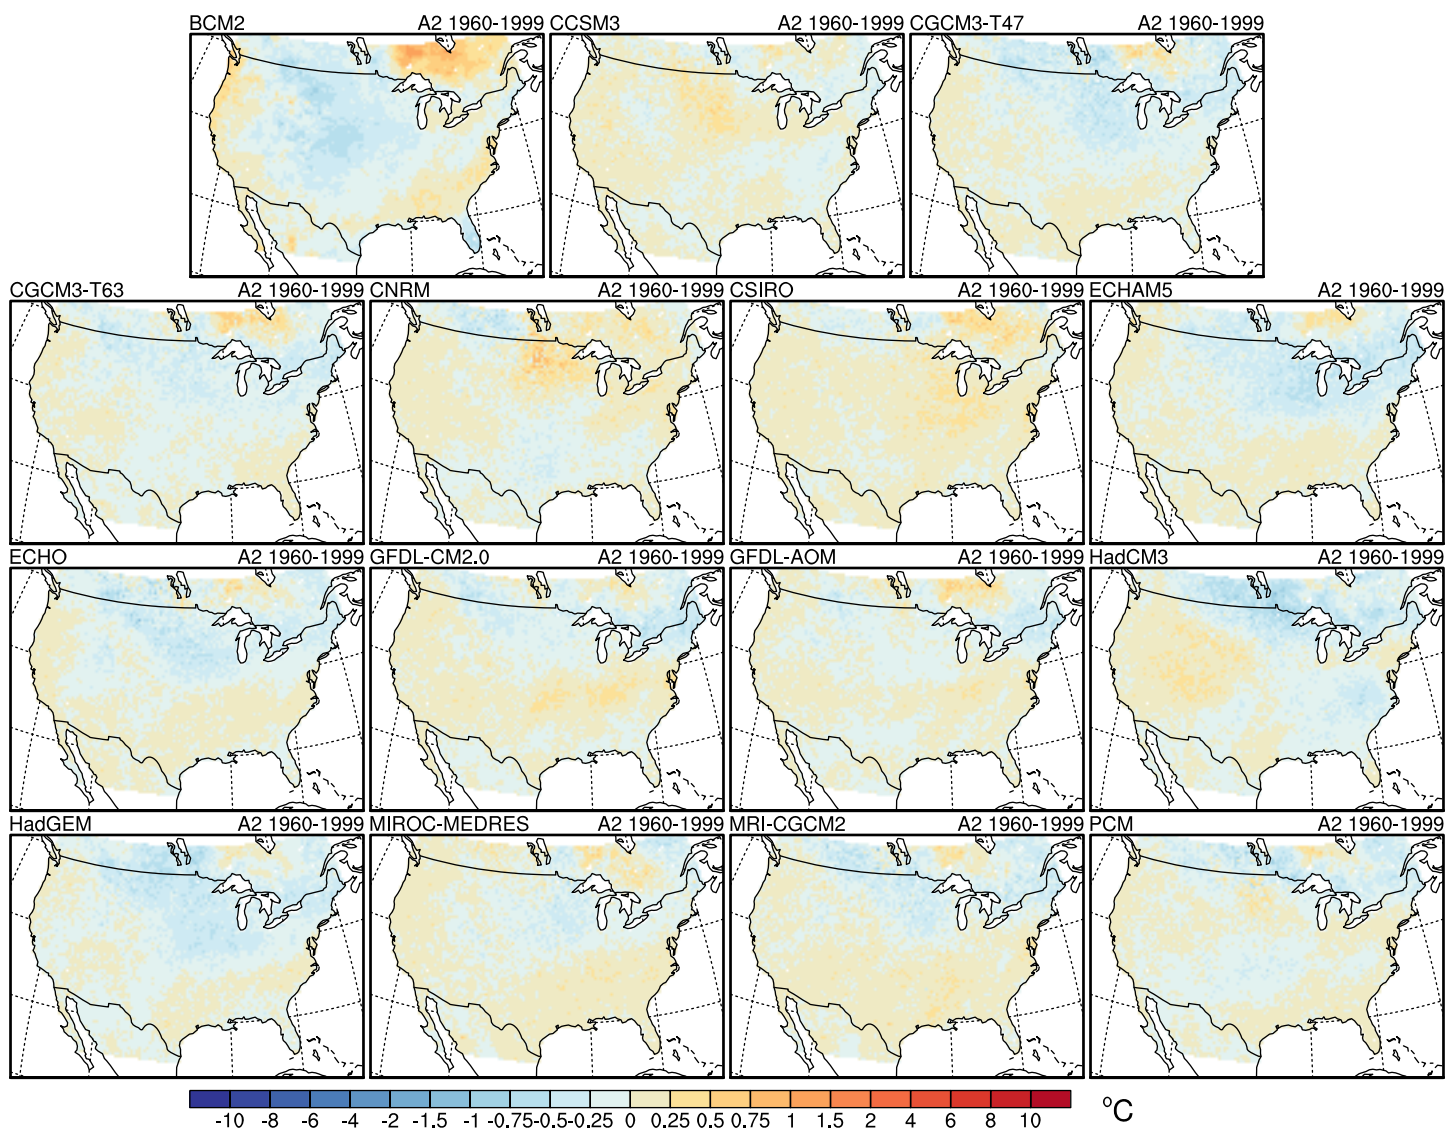 BCM2 A2 1960-1999 CCSM3 A2 1960-1999 CGCM3-T47 A2 1960-1999
CGCM3-T63 A2 1960-1999 CNRM A2 1960-1999 CSIRO A2 1960-1999 ECHAM5 A2 1960-1999
ECHO A2 1960-1999 GFDL-CM2.0 A2 1960-1999 GFDL-AOM A2 1960-1999 HadCM3 A2 1960-1999
HadGEM A2 1960-1999 MIROC-MEDRES A2 1960-1999 MRI-CGCM2 A2 1960-1999 PCM A2 1960-1999
-10 -8 -6 -4 -2 -1.5 -1 -0.75 -0.5 -0.25 0 0.25 0.5 0.75 1 1.5 2 4 6 8 10 °C